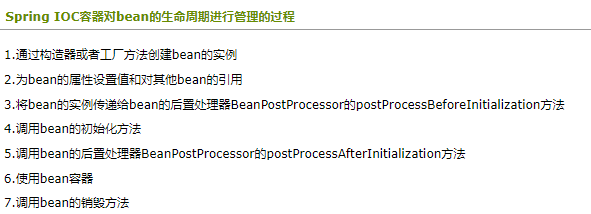 Spring IOC容器对bean的生命周期进行管理的过程
1.通过构造器或者工厂方法创建bean的实例
2.为bean的属性设置值和对其他bean的引用
3.将bean的实例传递给bean的后置处理器BeanPostProcessor的postProcessBeforeInitialization方法
4.调用bean的初始化方法
5.调用bean的后置处理器BeanPostProcessor的postProcessAfterInitialization方法
6.使用bean容器
7.调用bean的销毁方法